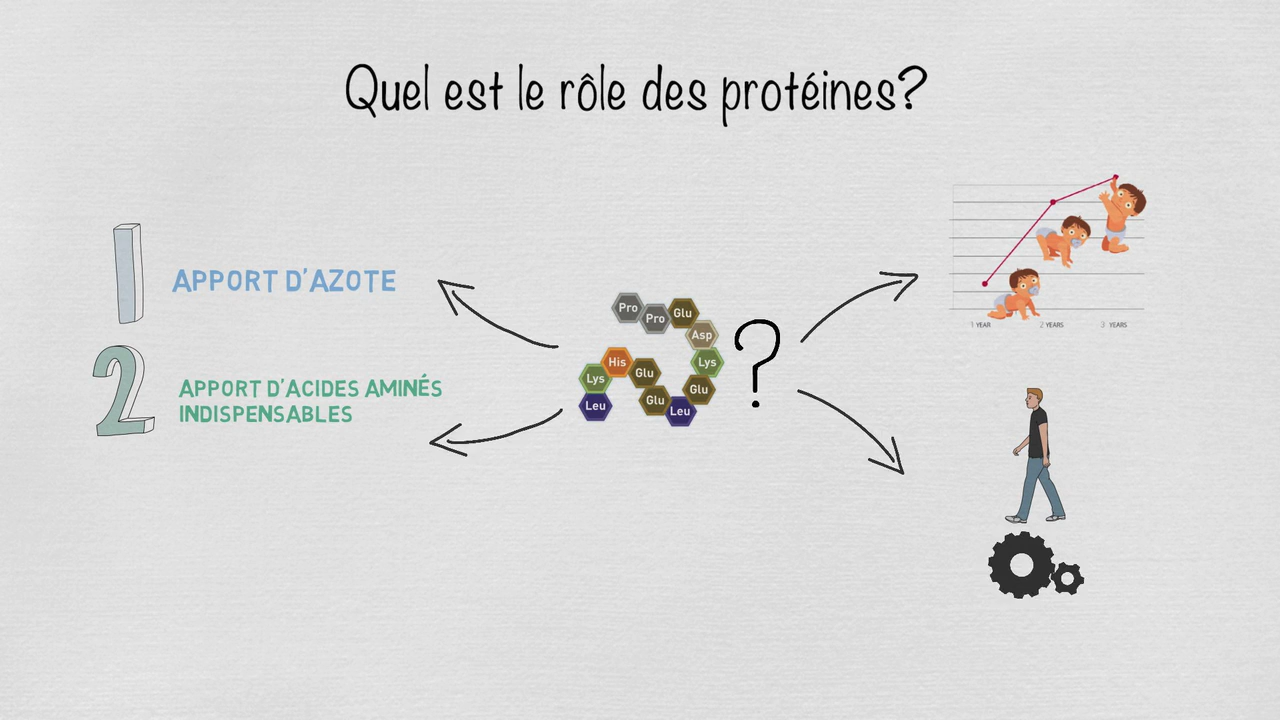 Quel est le rôle des protéines?
1
APPORT D'AZOTE
2
APPORT D'ACIDES AMINÉS
INDISPENSABLES
Pro
Pro
Glu
Asp
Lys
Glu
Leu
Glu
Glu
His
Lys
Leu
?
1 YEAR
2 YEARS
3 YEARS